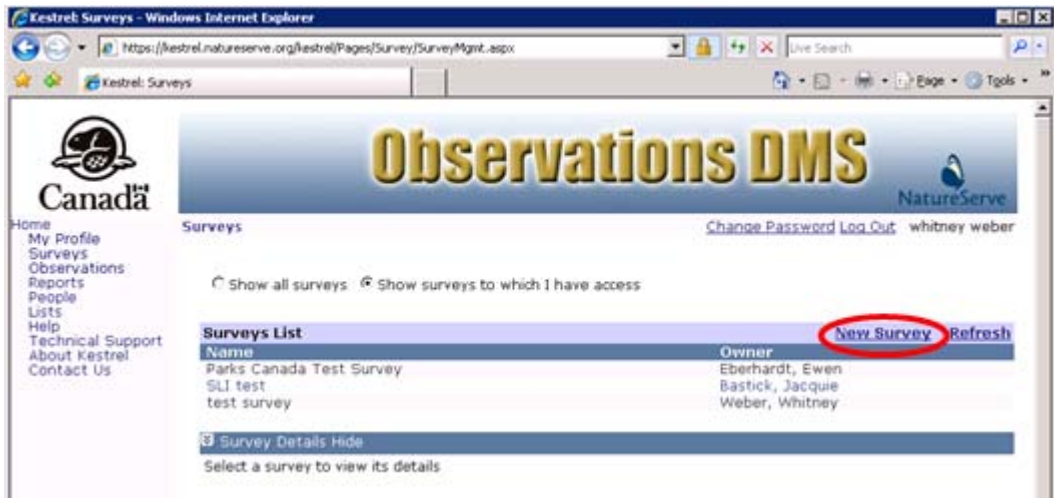 Kestrel: Surveys - Windows Internet Explorer
https://kestrel.natureserve.org/kestrel/Pages/Survey/SurveyMgmt.aspx
Live Search
Kestrel: Surveys
Page
Tools
Observations DMS
Canada
NatureServe
Home
My Profile
Surveys
Observations
Reports
People
Lists
Help
Technical Support
About Kestrel
Contact Us
Surveys
Change Password Log Out whitney weber
Show all surveys Show surveys to which I have access
Surveys List New Survey Refresh
Name Owner
Parks Canada Test Survey Eberhardt, Ewen
SLI test Bastick, Jacquie
test survey Weber, Whitney
Survey Details Hide
Select a survey to view its details